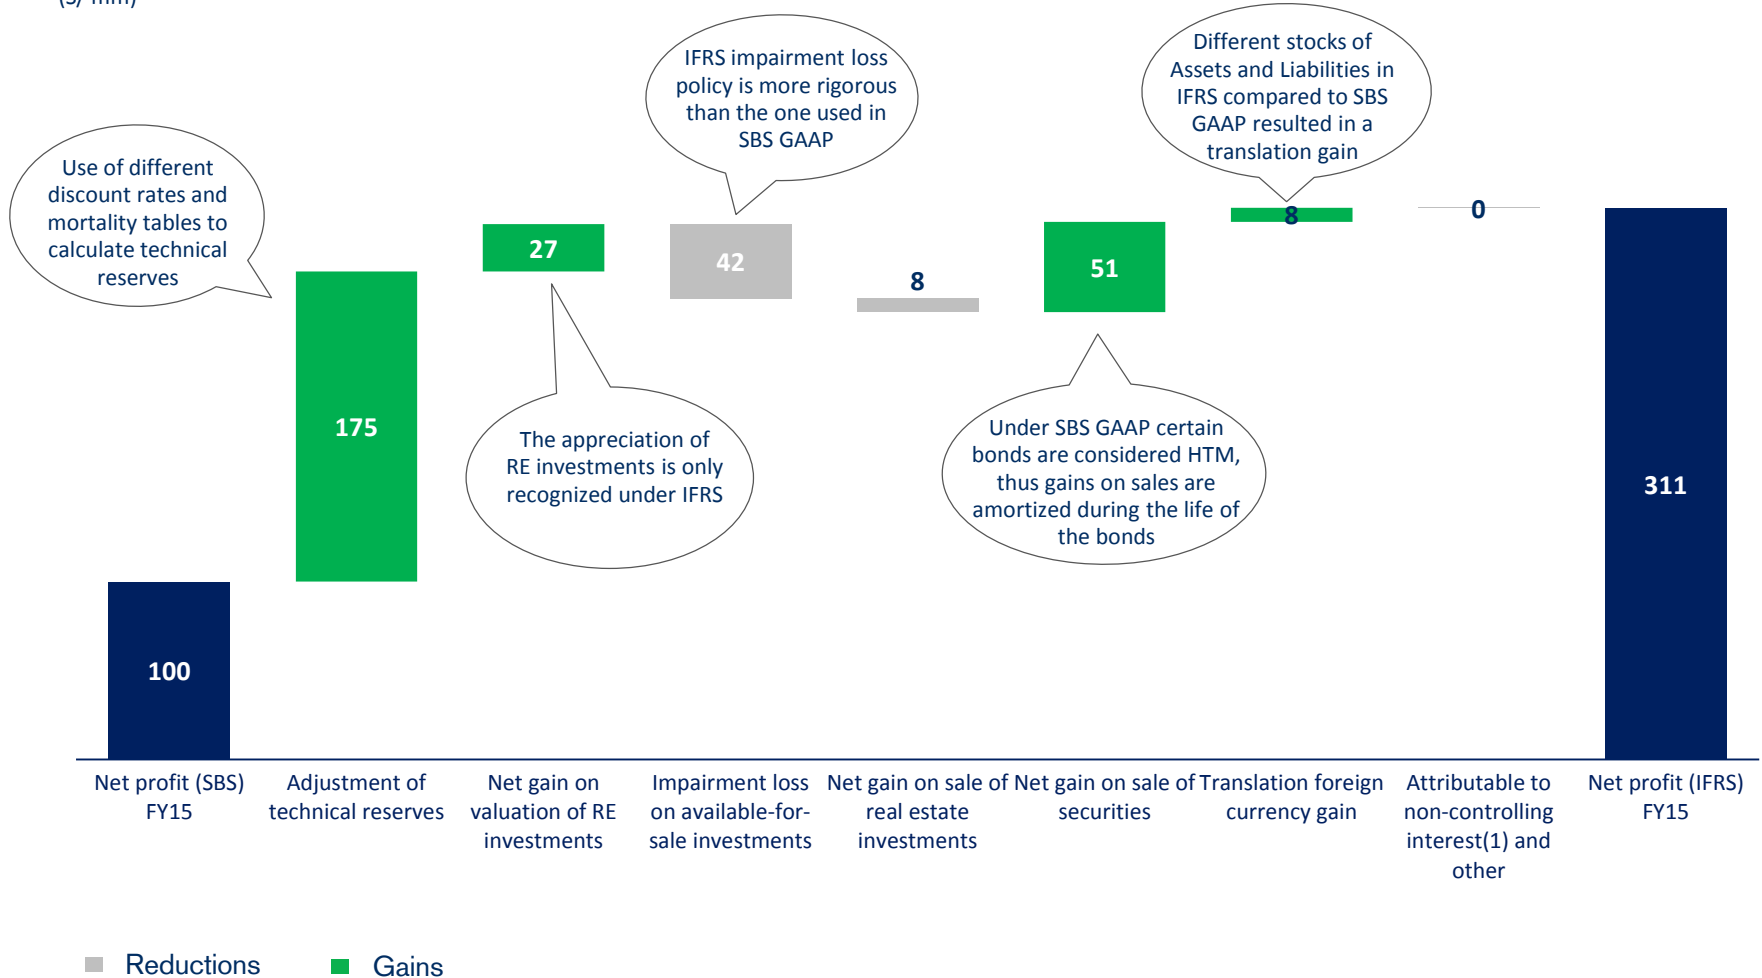 (S/ mm)
IFRS impairment loss
policy is more rigorous
than the one used in
SBS GAAP
Different stocks of
Assets and Liabilities in
IFRS compared to SBS
GAAP resulted in a
translation gain
Use of different
discount rates and
mortality tables to
calculate technical
reserves
27
42
8
51
8
0
175
The appreciation of
RE investments is only
recognized under IFRS
Under SBS GAAP certain
bonds are considered HTM,
thus gains on sales are
amortized during the life of
the bonds
311
100
Net profit (SBS)
FY15
Adjustment of
technical reserves
Net gain on
valuation of RE
investments
Impairment loss
on available-for-
sale investments
Net gain on sale of
real estate
investments
Net gain on sale of
securities
Translation foreign
currency gain
Attributable to
non-controlling
interest(1) and
other
Net profit (IFRS)
FY15
Reductions
Gains